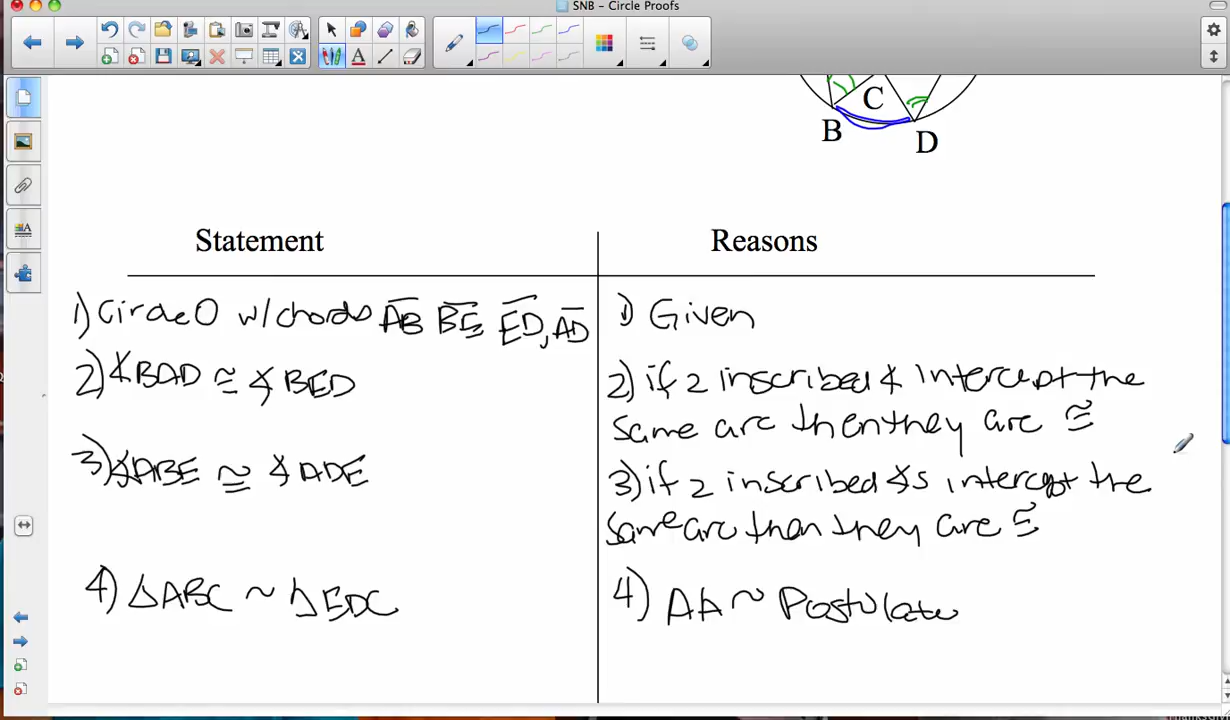 SNB - Circle Proofs
C
B
D
Statement
Reasons
1) Circle O w/chords AB BE ED, AD
1) Given
2) ∡BAD ≅ ∡ BED
2) if 2 inscribed ∡ intercept the
same arc then they are ≅
3) ∡ABE ≅ ∡ ADE
3) if 2 inscribed ∡s intercept the
same arc then they are ≅
4) △ABC ~ △EDC
4) AA ~ Postulate